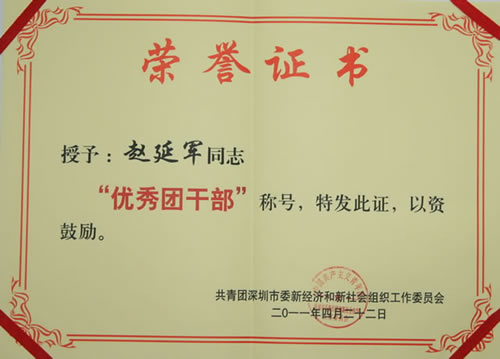 荣誉证书
授予：赵延军同志
“优秀团干部”称号，特发此证，以资
鼓励。
共青团深圳市委新经济和新社会组织工作委员会
二〇一一年四月二十二日